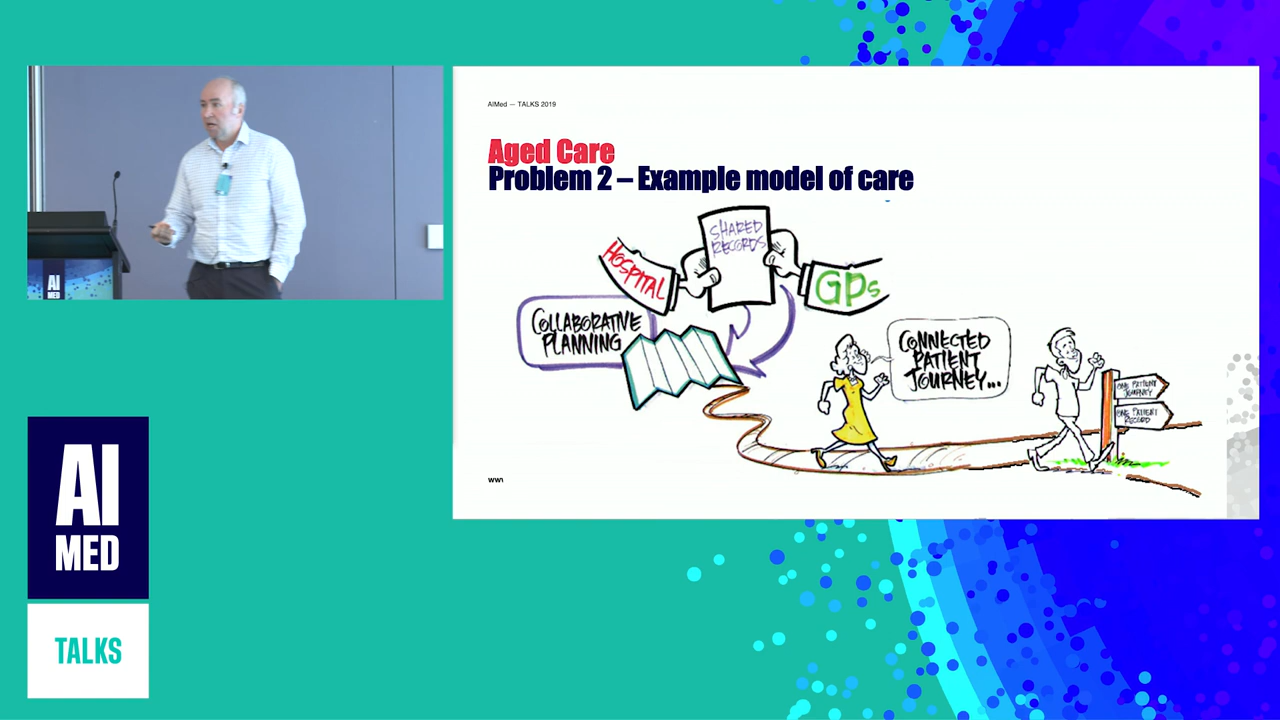 AI
MED
AIMed — TALKS 2019
Aged Care
Problem 2 – Example model of care
SHARED
RECORDS
HOSPITAL
GPs
COLLABORATIVE
PLANNING
CONNECTED
PATIENT
JOURNEY...
ONE PATIENT
JOURNEY
ONE PATIENT
RECORD
AI
MED
TALKS